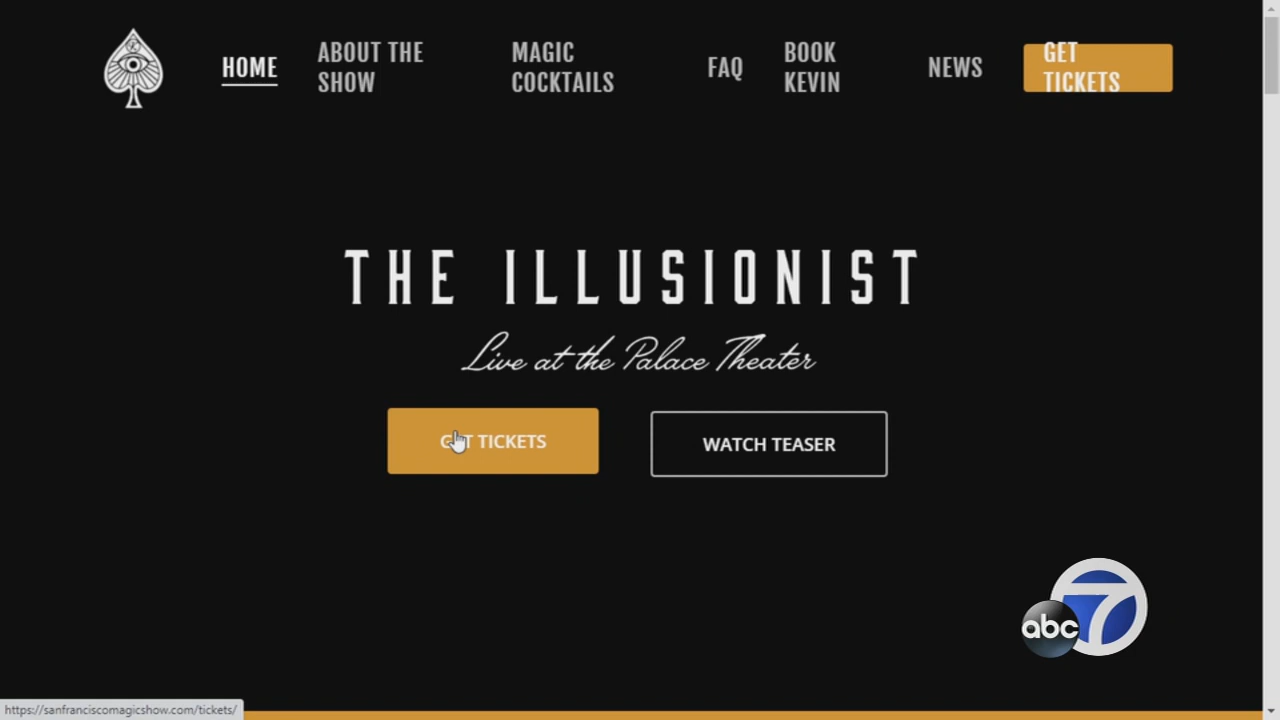 HOME
ABOUT THE
SHOW
MAGIC
COCKTAILS
FAQ
BOOK
KEVIN
NEWS
GET
TICKETS
THE ILLUSIONIST
Live at the Palace Theater
GET TICKETS
WATCH TEASER
abc 7
https://sanfranciscomagicshow.com/tickets/